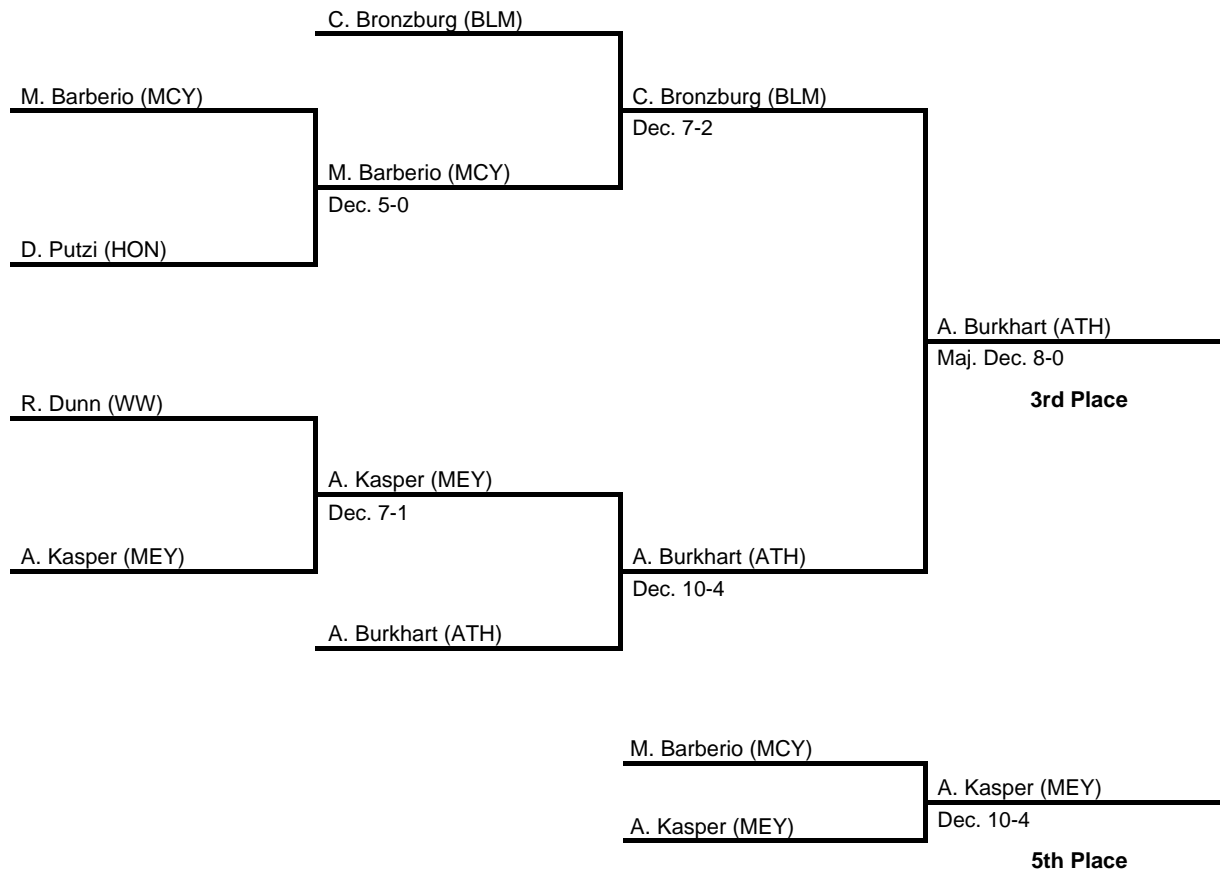 C. Bronzburg (BLM)
M. Barberio (MCY)
C. Bronzburg (BLM)
Dec. 7-2
M. Barberio (MCY)
Dec. 5-0
D. Putzi (HON)
A. Burkhart (ATH)
Maj. Dec. 8-0
3rd Place
R. Dunn (WW)
A. Kasper (MEY)
Dec. 7-1
A. Kasper (MEY)
A. Burkhart (ATH)
Dec. 10-4
A. Burkhart (ATH)
M. Barberio (MCY)
A. Kasper (MEY)
Dec. 10-4
A. Kasper (MEY)
5th Place